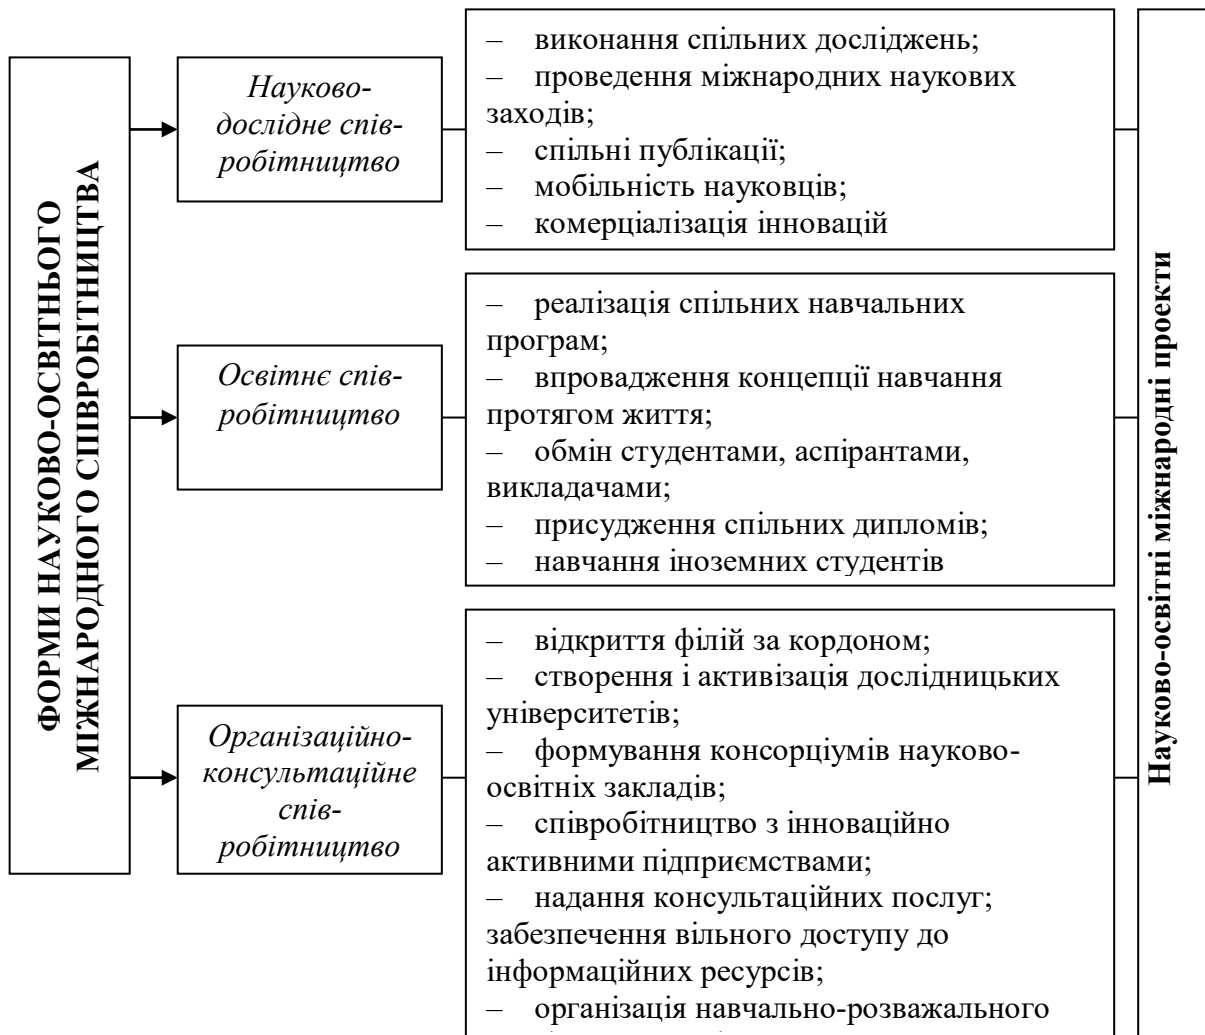 ФОРМИ НАУКОВО-ОСВІТНЬОГО
МІЖНАРОДНОГО СПІВРОБІТНИЦТВА
Науково-
дослідне спів-
робітництво
– виконання спільних досліджень;
– проведення міжнародних наукових
заходів;
– спільні публікації;
– мобільність науковців;
– комерціалізація інновацій
Освітнє спів-
робітництво
– реалізація спільних навчальних
програм;
– впровадження концепції навчання
протягом життя;
– обмін студентами, аспірантами,
викладачами;
– присудження спільних дипломів;
– навчання іноземних студентів
Організаційно-
консультаційне
спів-
робітництво
– відкриття філій за кордоном;
– створення і активізація дослідницьких
університетів;
– формування консорціумів науково-
освітніх закладів;
– співробітництво з інноваційно
активними підприємствами;
– надання консультаційних послуг;
забезпечення вільного доступу до
інформаційних ресурсів;
– організація навчально-розважального
Науково-освітні міжнародні проекти